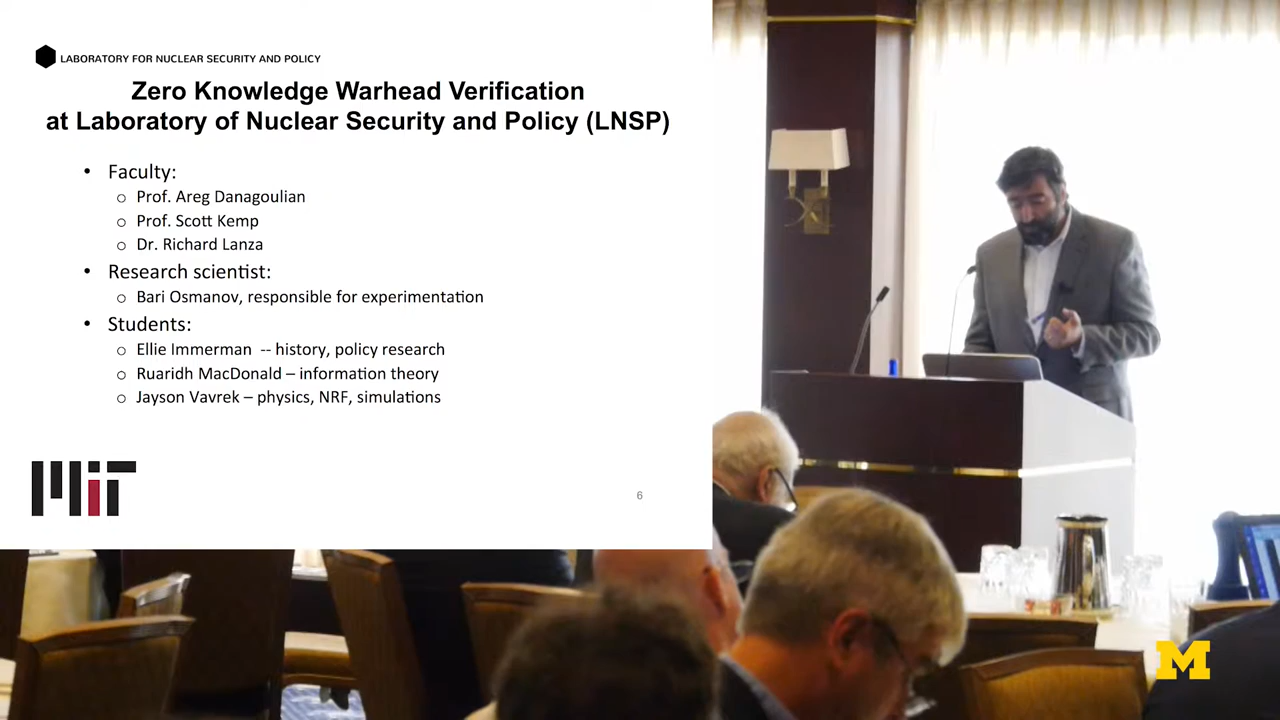 LABORATORY FOR NUCLEAR SECURITY AND POLICY
Zero Knowledge Warhead Verification
at Laboratory of Nuclear Security and Policy (LNSP)
• Faculty:
o Prof. Areg Danagoulian
o Prof. Scott Kemp
o Dr. Richard Lanza
• Research scientist:
o Bari Osmanov, responsible for experimentation
• Students:
o Ellie Immerman -- history, policy research
o Ruaridh MacDonald – information theory
o Jayson Vavrek – physics, NRF, simulations
MIT
6
M